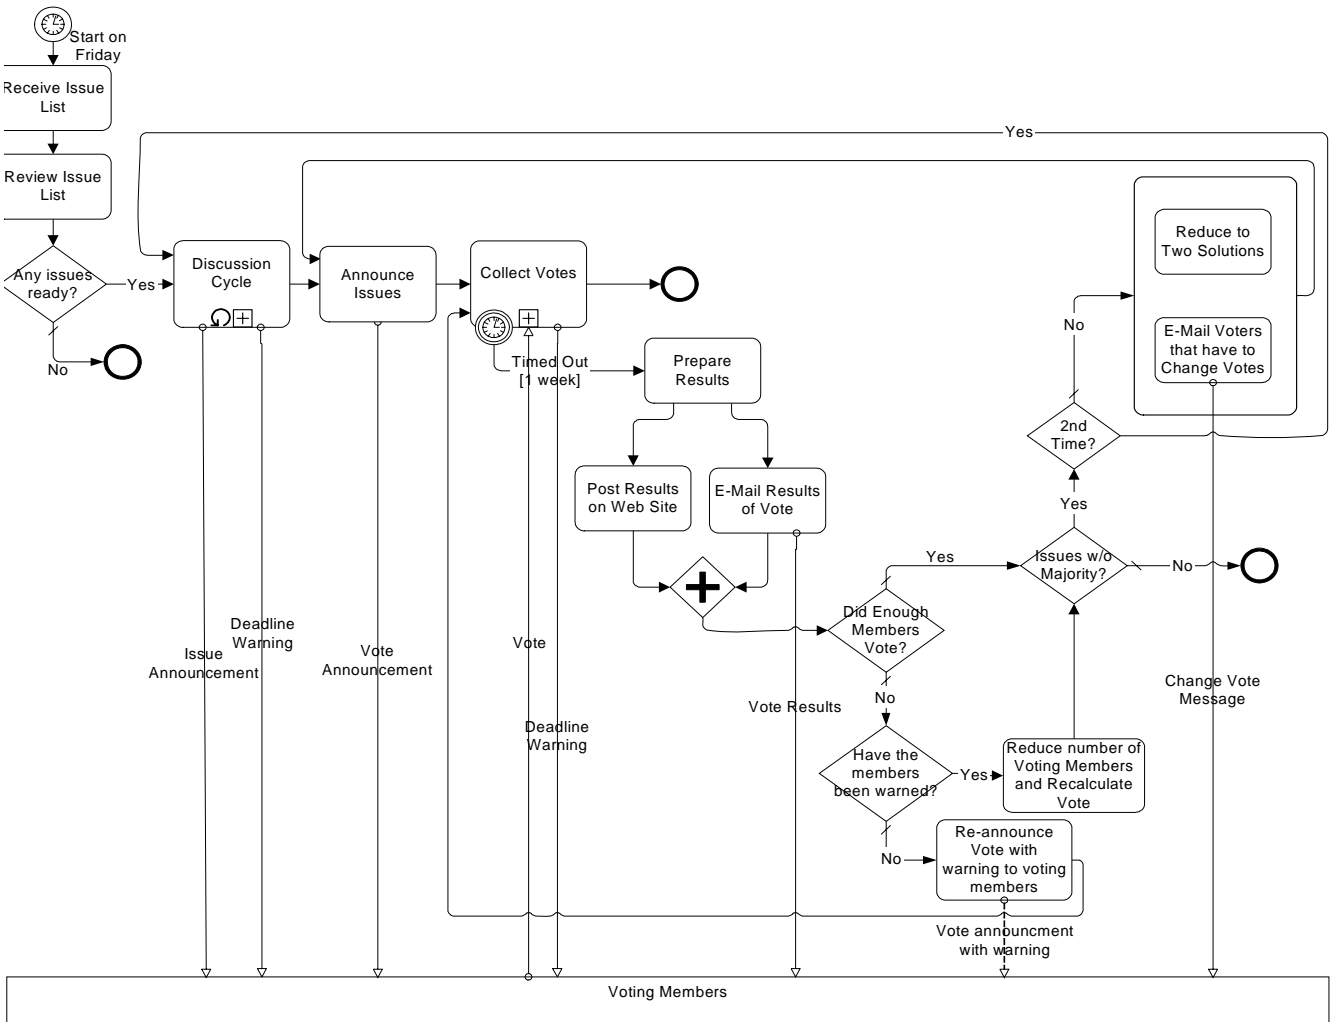 Start on
Friday
Receive Issue
List
Review Issue
List
Any issues
ready?
Yes
No
Discussion
Cycle
Announce
Issues
Collect Votes
Timed Out
[1 week]
Prepare
Results
Post Results
on Web Site
E-Mail Results
of Vote
Did Enough
Members
Vote?
Yes
No
Have the
members
been warned?
Yes
No
Reduce number of
Voting Members
and Recalculate
Vote
Re-announce
Vote with
warning to voting
members
Issues w/o
Majority?
No
Yes
2nd
Time?
No
Yes
Reduce to
Two Solutions
E-Mail Voters
that have to
Change Votes
Issue
Announcement
Deadline
Warning
Vote
Announcement
Vote
Deadline
Warning
Vote Results
Vote announcment
with warning
Change Vote
Message
Voting Members